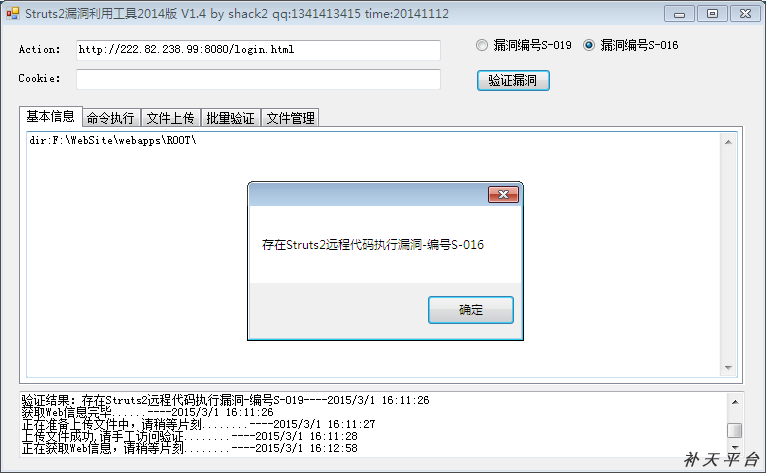 Struts2漏洞利用工具2014版 V1.4 by shack2 qq:1341413415 time:20141112
Action: http://222.82.238.99:8080/login.html 漏洞编号S-019 漏洞编号S-016
Cookie: 验证漏洞
基本信息 命令执行 文件上传 批量验证 文件管理
dir:F:\WebSite\webapps\ROOT\
存在Struts2远程代码执行漏洞-编号S-016
确定
验证结果: 存在Struts2远程代码执行漏洞-编号S-019----2015/3/1 16:11:26
获取Web信息完毕......----2015/3/1 16:11:26
正在准备上传文件中，请稍等片刻........----2015/3/1 16:11:27
上传文件成功,请手工访问验证........----2015/3/1 16:11:28
正在获取Web信息，请稍等片刻........----2015/3/1 16:12:58
补天平台